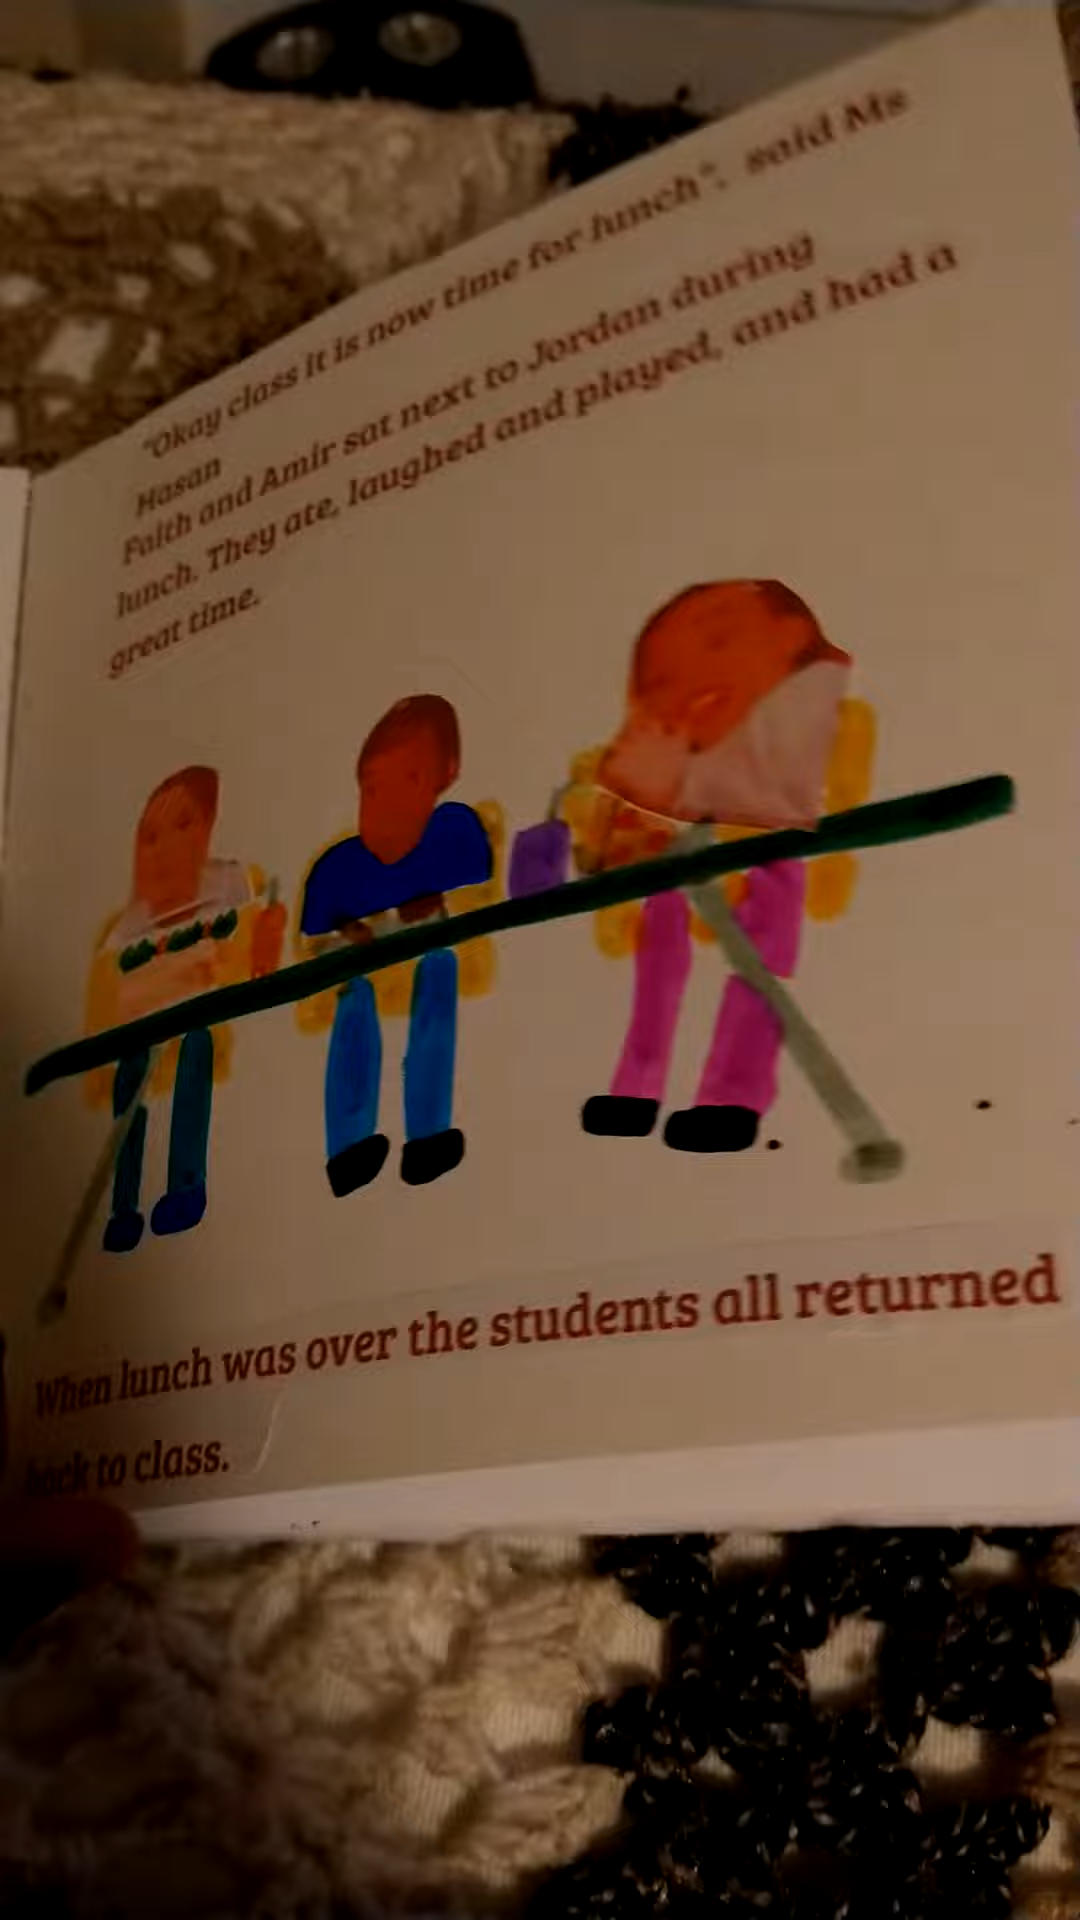 "Okay class it is now time for lunch". said Ms
Hasan
Faith and Amir sat next to Jordan during
lunch. They ate, laughed and played, and had a
great time.
When lunch was over the students all returned
back to class.